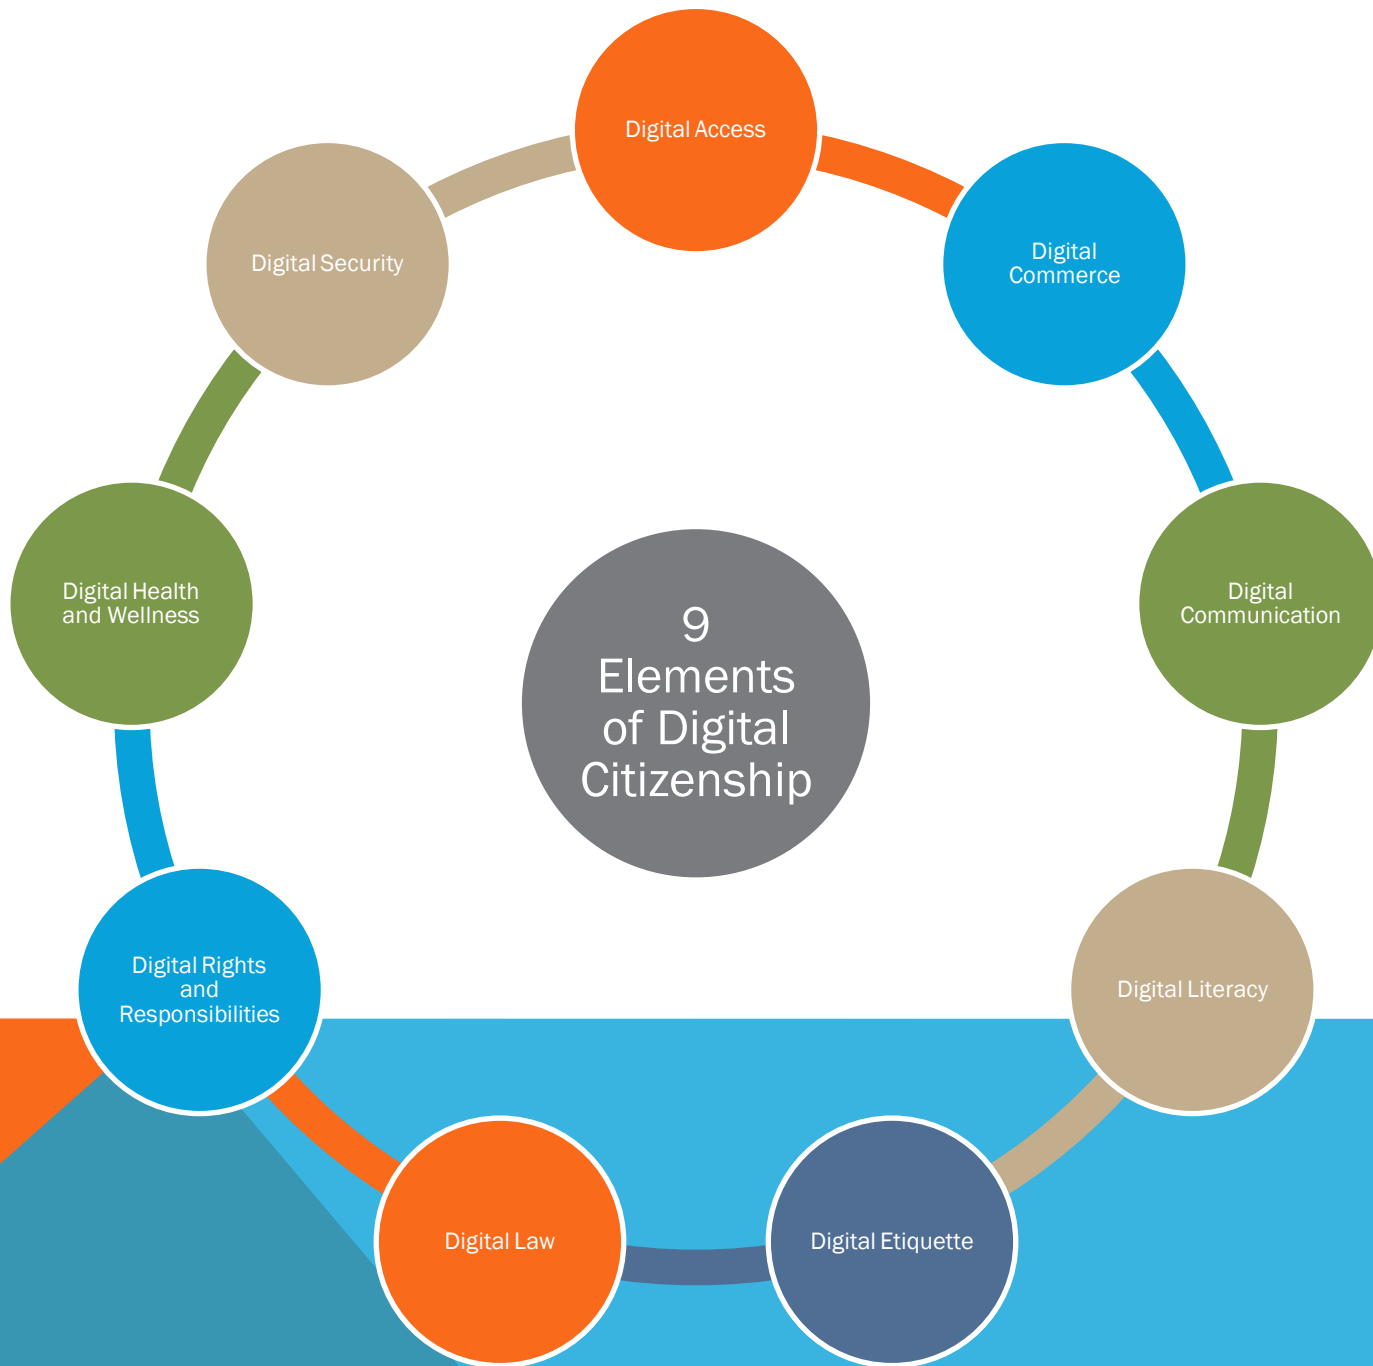 Digital Access
Digital
Commerce
Digital
Communication
Digital Literacy
Digital Etiquette
Digital Law
Digital Rights
and
Responsibilities
Digital Health
and Wellness
Digital Security
9
Elements
of Digital
Citizenship